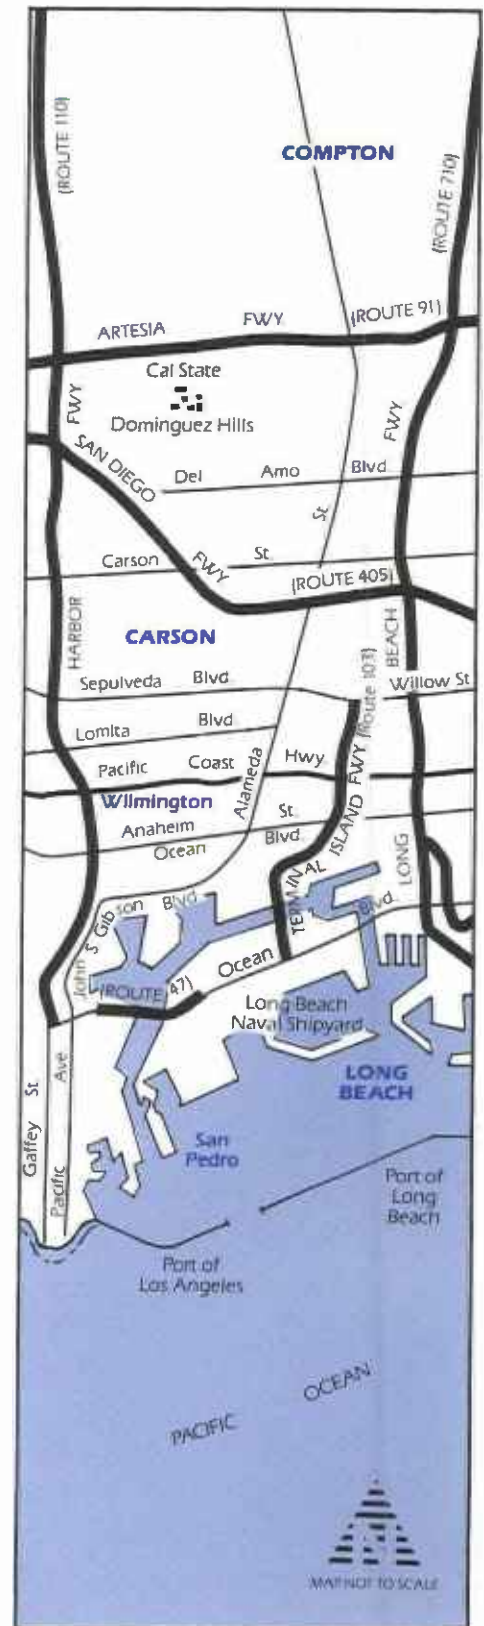 (ROUTE 110)
COMPTON
(ROUTE 710)
ARTESIA FWY (ROUTE 91)
Cal State
Dominguez Hills
FWY
FWY
SAN DIEGO FWY
Del Amo Blvd
St
Carson St
(ROUTE 405)
HARBOR
CARSON
BEACH
Sepulveda Blvd
Willow St
(Route 103)
Lomita Blvd
Pacific Coast Hwy
Alameda
Wilmington
TERMINAL ISLAND FWY
Anaheim St
Ocean Blvd
LONG
John S Gibson Blvd
Ocean Blvd
(ROUTE 47)
Long Beach
Naval Shipyard
Gaffey St
Pacific Ave
LONG
BEACH
San
Pedro
Port of
Long
Beach
Port of
Los Angeles
PACIFIC OCEAN
N
MAP NOT TO SCALE